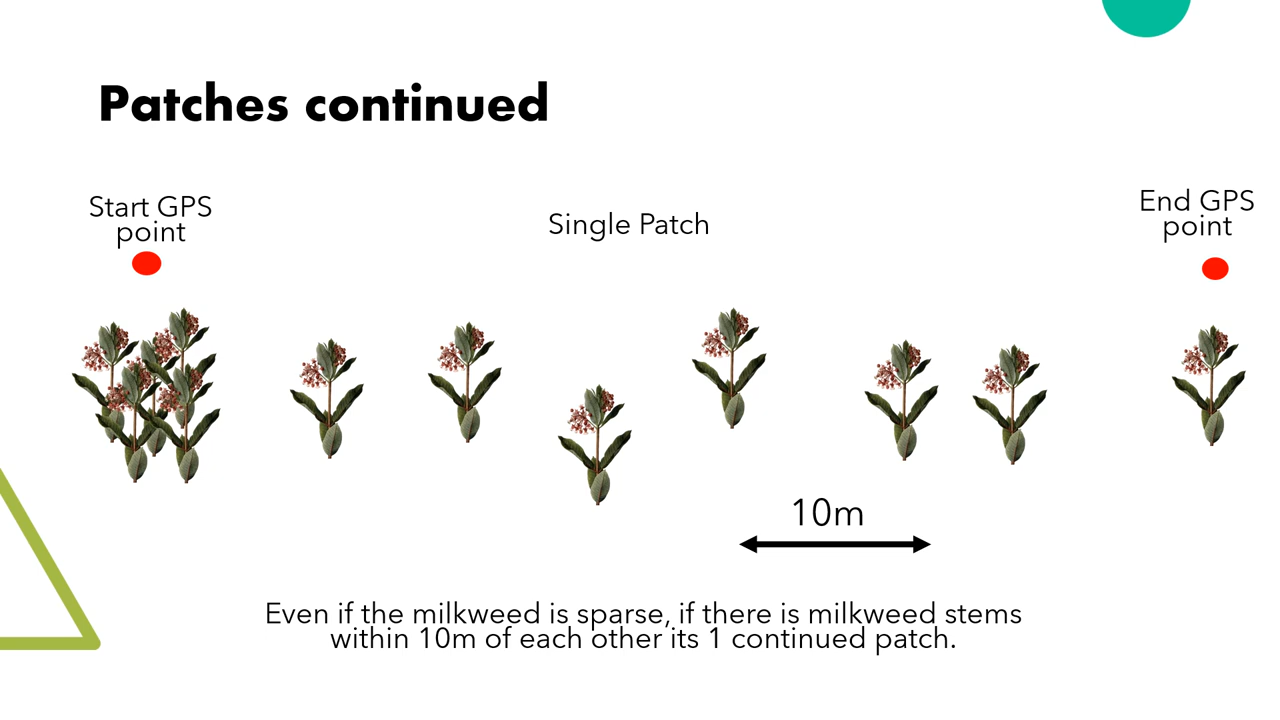 Patches continued
Start GPS
point
Single Patch
End GPS
point
10m
Even if the milkweed is sparse, if there is milkweed stems
within 10m of each other its 1 continued patch.